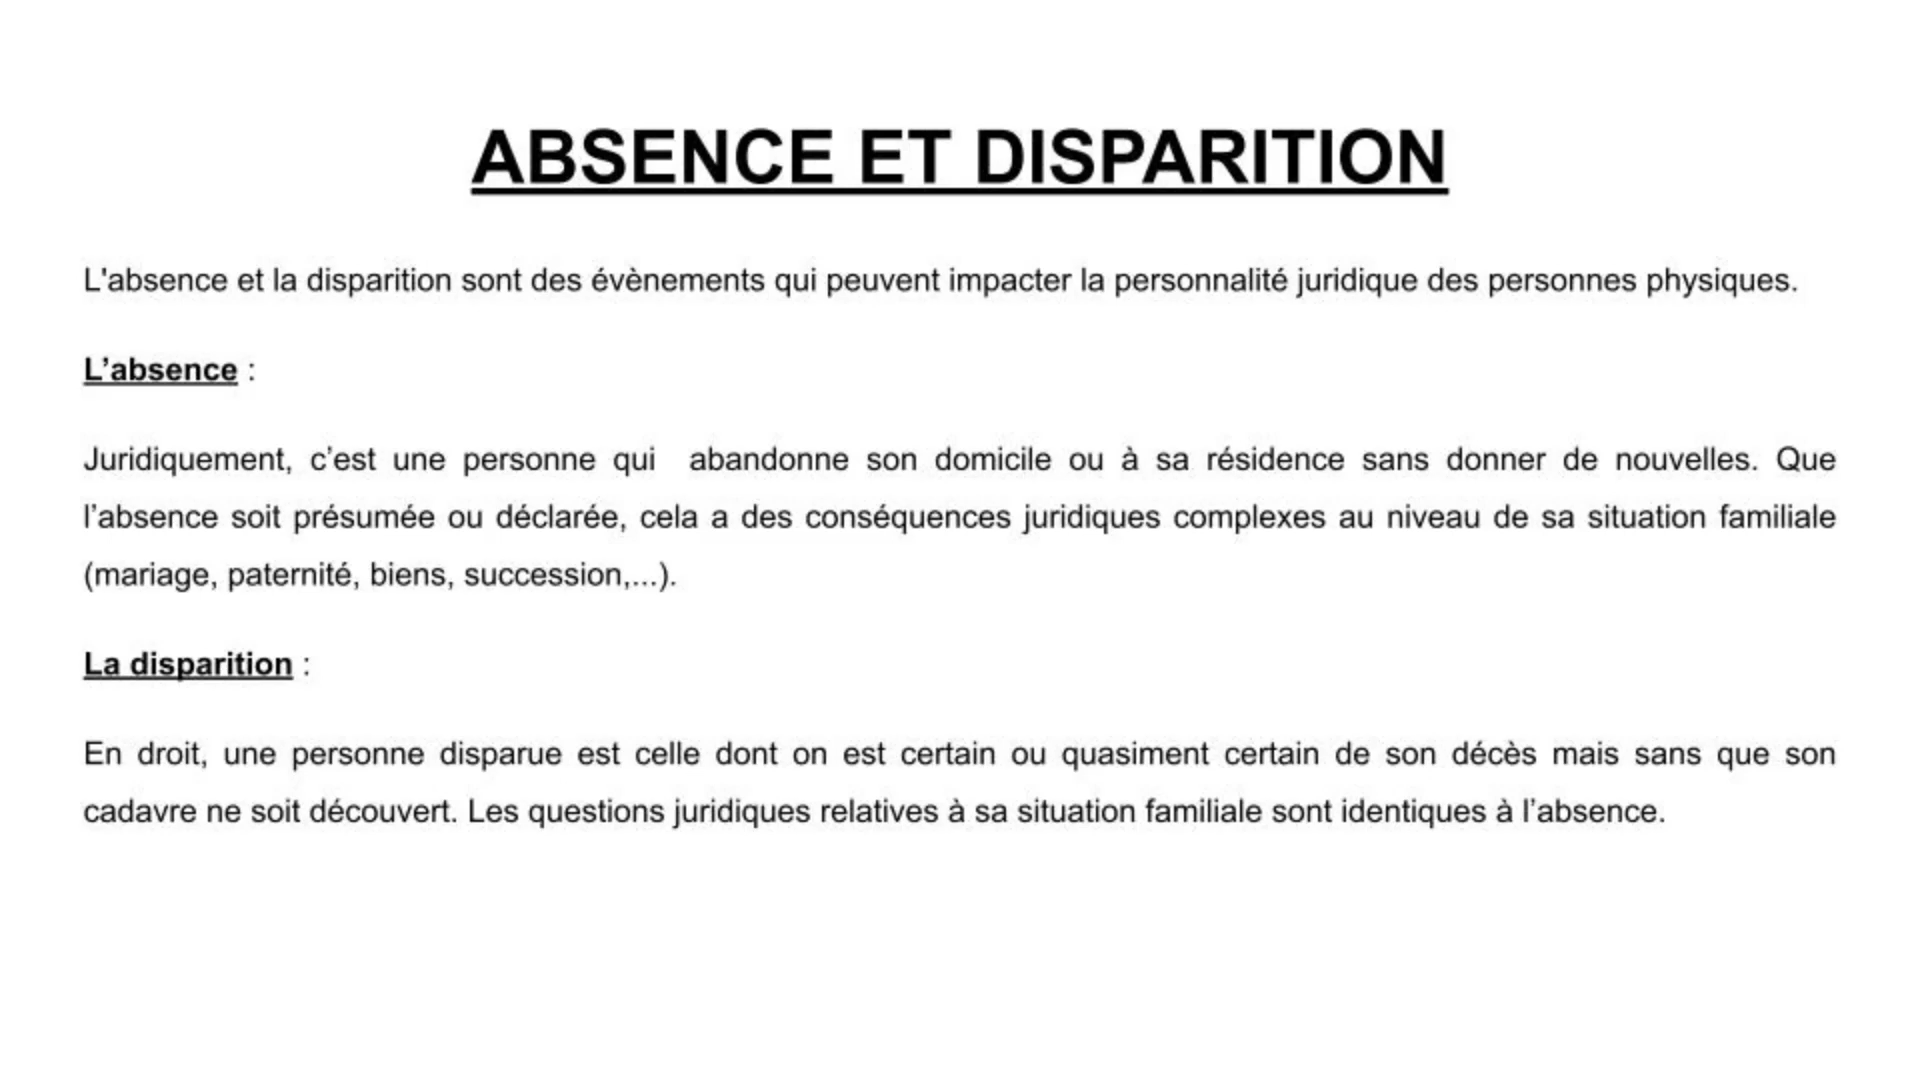 ABSENCE ET DISPARITION
L'absence et la disparition sont des évènements qui peuvent impacter la personnalité juridique des personnes physiques.
L’absence :
Juridiquement, c’est une personne qui abandonne son domicile ou à sa résidence sans donner de nouvelles. Que
l’absence soit présumée ou déclarée, cela a des conséquences juridiques complexes au niveau de sa situation familiale
(mariage, paternité, biens, succession,...).
La disparition :
En droit, une personne disparue est celle dont on est certain ou quasiment certain de son décès mais sans que son
cadavre ne soit découvert. Les questions juridiques relatives à sa situation familiale sont identiques à l’absence.